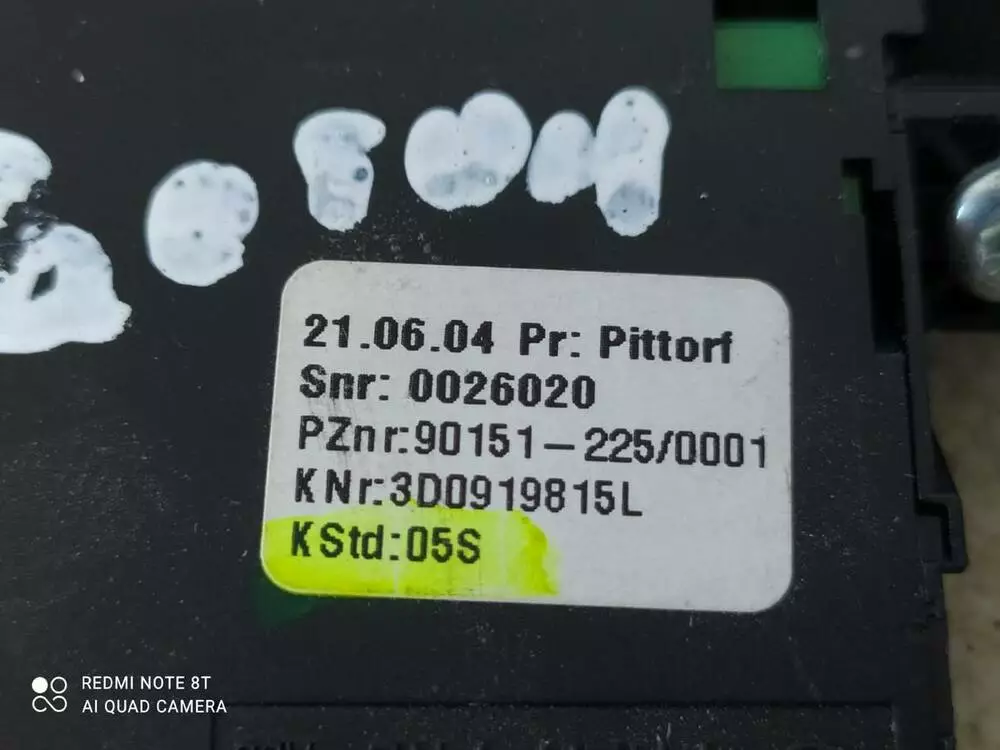 21.06.04 Pr: Pittorf
Snr: 0026020
PZnr:90151-225/0001
KNr:3D0919815L
KStd:05S
REDMI NOTE 8T
AI QUAD CAMERA